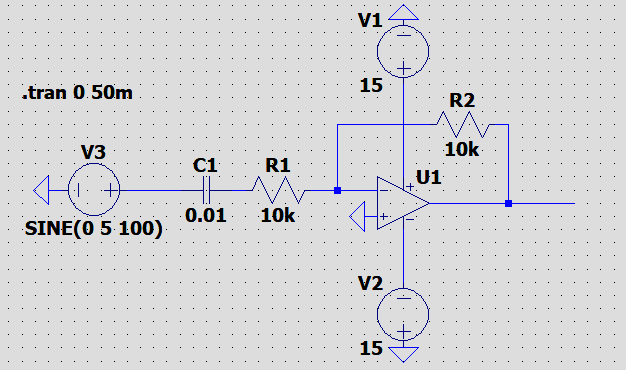 V1
15
.tran 0 50m
R2
10k
V3
C1
R1
U1
0.01
10k
SINE(0 5 100)
V2
15